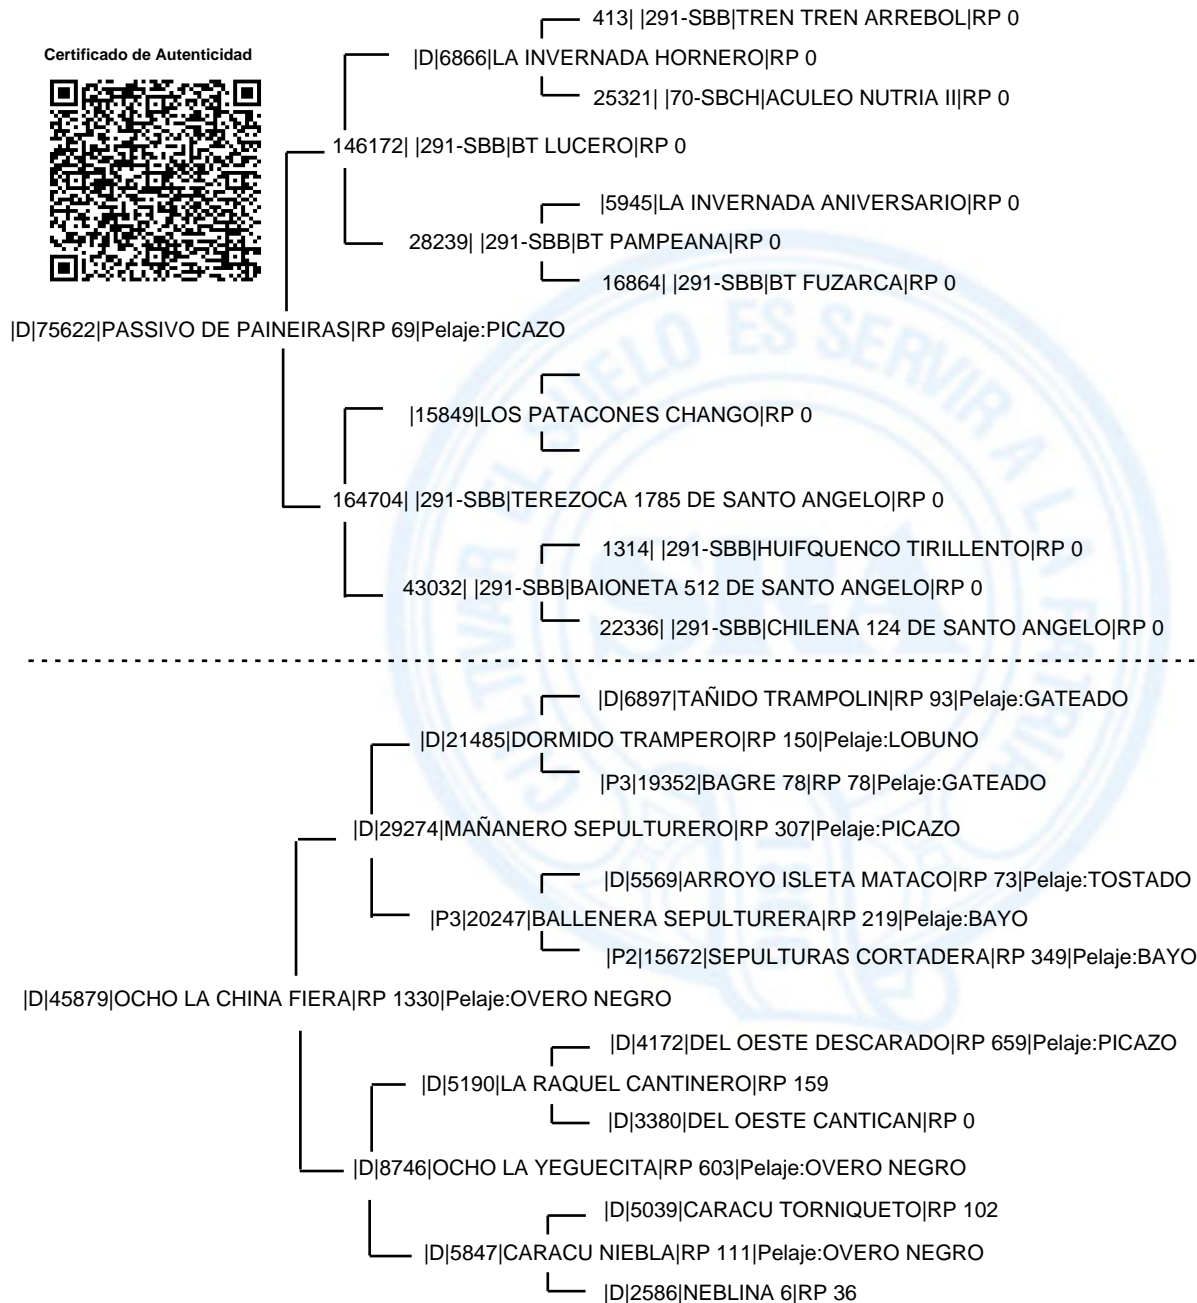 413| |291-SBB|TREN TREN ARREBOL|RP 0
Certificado de Autenticidad
|D|6866|LA INVERNADA HORNERO|RP 0
25321| |70-SBCH|ACULEO NUTRIA II|RP 0
146172| |291-SBB|BT LUCERO|RP 0
|5945|LA INVERNADA ANIVERSARIO|RP 0
28239| |291-SBB|BT PAMPEANA|RP 0
16864| |291-SBB|BT FUZARCA|RP 0
|D|75622|PASSIVO DE PAINEIRAS|RP 69|Pelaje:PICAZO
|15849|LOS PATACONES CHANGO|RP 0
164704| |291-SBB|TEREZOCA 1785 DE SANTO ANGELO|RP 0
1314| |291-SBB|HUIFQUENCO TIRILLENTO|RP 0
43032| |291-SBB|BAIONETA 512 DE SANTO ANGELO|RP 0
22336| |291-SBB|CHILENA 124 DE SANTO ANGELO|RP 0
|D|6897|TAÑIDO TRAMPOLIN|RP 93|Pelaje:GATEADO
|D|21485|DORMIDO TRAMPERO|RP 150|Pelaje:LOBUNO
|P3|19352|BAGRE 78|RP 78|Pelaje:GATEADO
|D|29274|MAÑANERO SEPULTURERO|RP 307|Pelaje:PICAZO
|D|5569|ARROYO ISLETA MATACO|RP 73|Pelaje:TOSTADO
|P3|20247|BALLENERA SEPULTURERA|RP 219|Pelaje:BAYO
|P2|15672|SEPULTURAS CORTADERA|RP 349|Pelaje:BAYO
|D|45879|OCHO LA CHINA FIERA|RP 1330|Pelaje:OVERO NEGRO
|D|4172|DEL OESTE DESCARADO|RP 659|Pelaje:PICAZO
|D|5190|LA RAQUEL CANTINERO|RP 159
|D|3380|DEL OESTE CANTICAN|RP 0
|D|8746|OCHO LA YEGUECITA|RP 603|Pelaje:OVERO NEGRO
|D|5039|CARACU TORNIQUETO|RP 102
|D|5847|CARACU NIEBLA|RP 111|Pelaje:OVERO NEGRO
|D|2586|NEBLINA 6|RP 36
CULTIVAR EL SUELO ES SERVIR A LA PATRIA
SRA